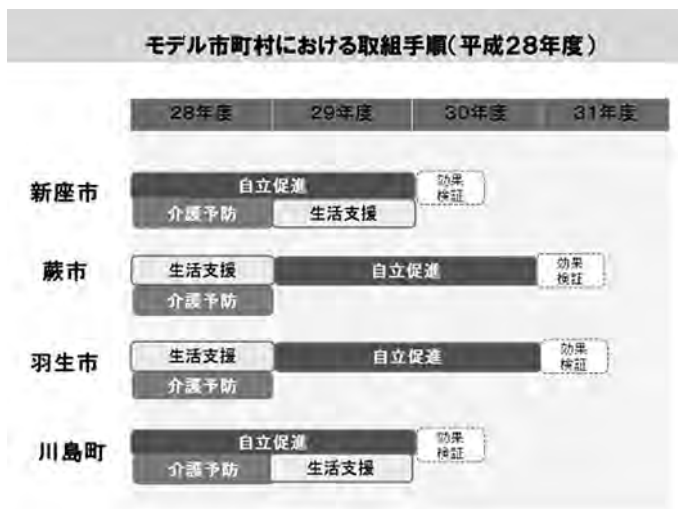 モデル市町村における取組手順(平成28年度)
28年度 29年度 30年度 31年度
新座市
自立促進
効果
検証
介護予防 生活支援
蕨市
生活支援 自立促進
効果
検証
介護予防
羽生市
生活支援 自立促進
効果
検証
介護予防
川島町
自立促進
効果
検証
介護予防 生活支援